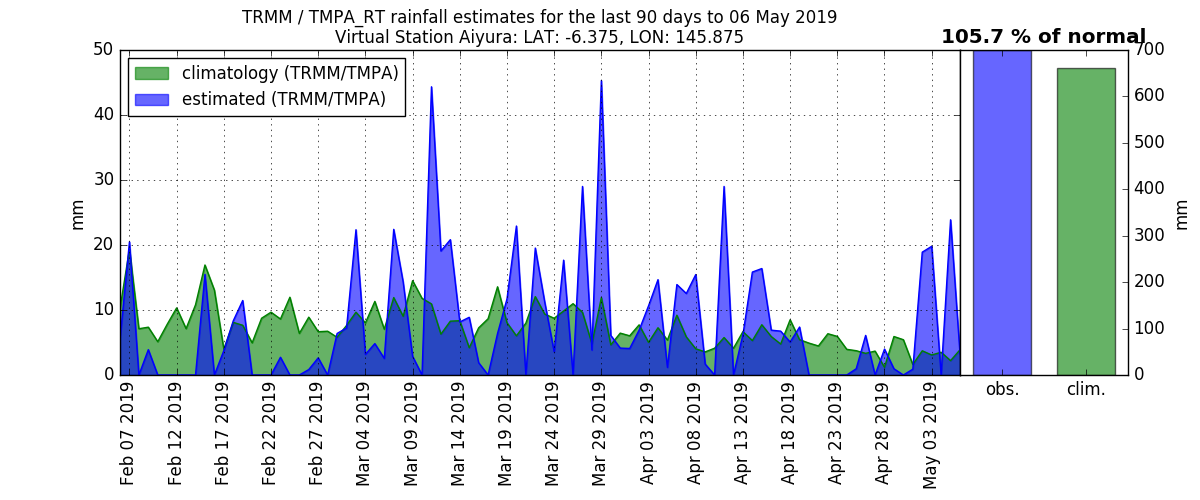 TRMM / TMPA_RT rainfall estimates for the last 90 days to 06 May 2019
Virtual Station Aiyura: LAT: -6.375, LON: 145.875
105.7 % of normal
climatology (TRMM/TMPA)
estimated (TRMM/TMPA)
50
40
30
20
10
0
mm
700
600
500
400
300
200
100
0
mm
obs.
clim.
Feb 07 2019
Feb 12 2019
Feb 17 2019
Feb 22 2019
Feb 27 2019
Mar 04 2019
Mar 09 2019
Mar 14 2019
Mar 19 2019
Mar 24 2019
Mar 29 2019
Apr 03 2019
Apr 08 2019
Apr 13 2019
Apr 18 2019
Apr 23 2019
Apr 28 2019
May 03 2019